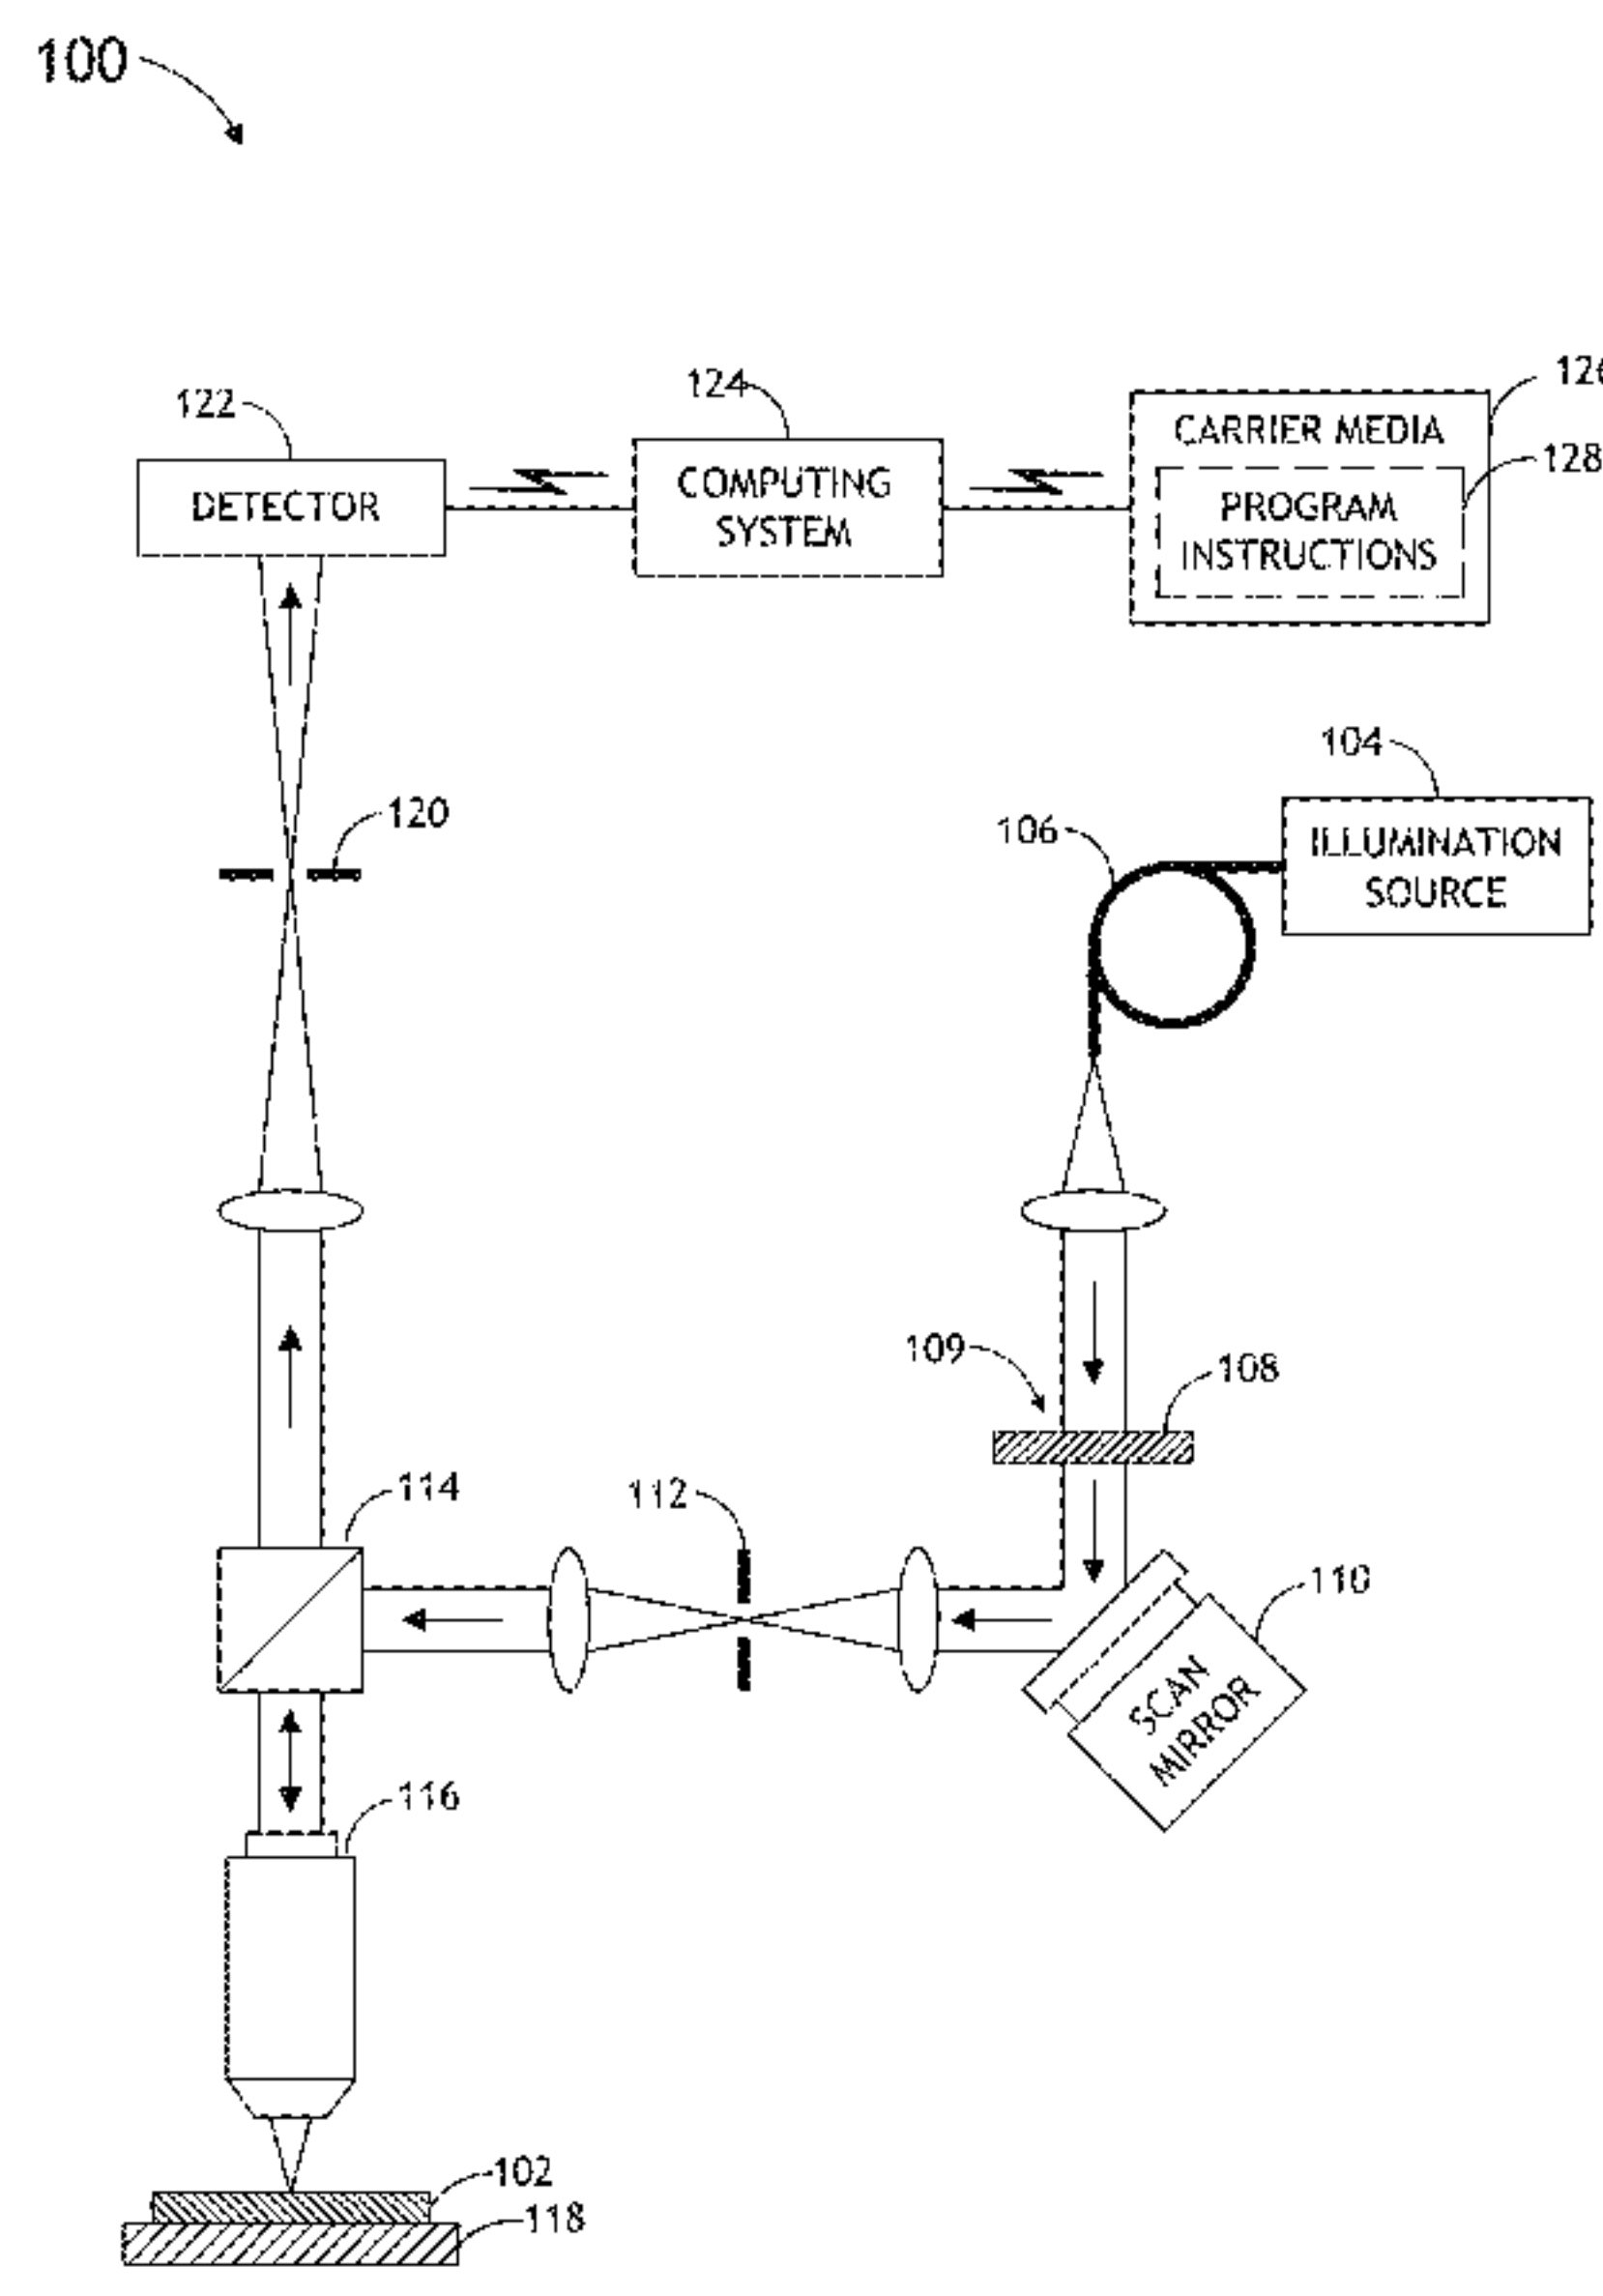 100
122
124
126
CARRIER MEDIA
128
DETECTOR
COMPUTING
SYSTEM
PROGRAM
INSTRUCTIONS
104
106
120
ILLUMINATION
SOURCE
109
108
114
112
110
SCAN
MIRROR
116
102
118